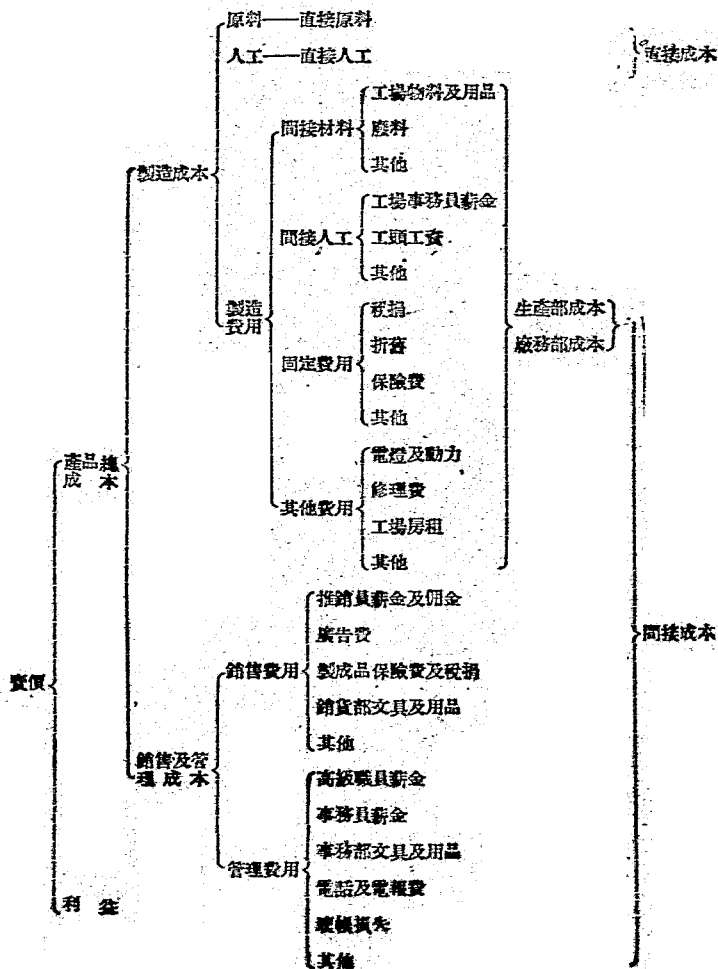 原料——直接原料
人工——直接人工
直接成本
工場物料及用品
間接材料
廢料
其他
製造成本
工場事務員薪金
間接人工
工頭工資
其他
製造費用
稅捐
生產部成本
折舊
廠務部成本
固定費用
保險費
其他
產品總成本
電燈及動力
修理費
其他費用
工場房租
其他
推銷員薪金及佣金
廣告費
間接成本
銷售費用
製成品保險費及稅捐
賣價
銷貨部文具及用品
其他
銷售及管理成本
高級職員薪金
事務員薪金
事務部文具及用品
管理費用
電話及電報費
利益
壞帳損失
其他